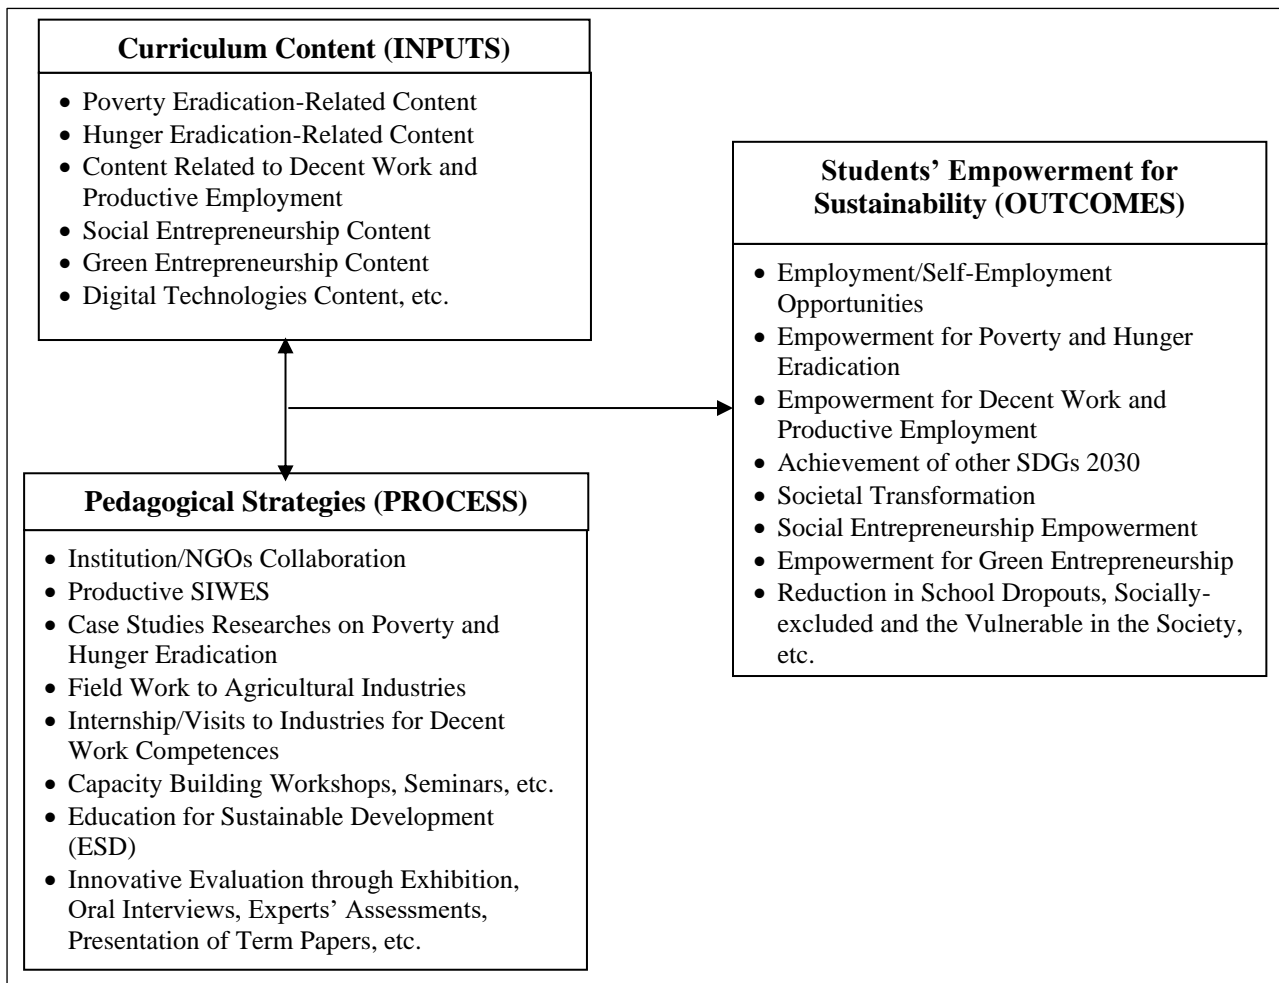 Curriculum Content (INPUTS)
• Poverty Eradication-Related Content
• Hunger Eradication-Related Content
• Content Related to Decent Work and
Productive Employment
• Social Entrepreneurship Content
• Green Entrepreneurship Content
• Digital Technologies Content, etc.
Students’ Empowerment for
Sustainability (OUTCOMES)
• Employment/Self-Employment
Opportunities
• Empowerment for Poverty and Hunger
Eradication
• Empowerment for Decent Work and
Productive Employment
• Achievement of other SDGs 2030
• Societal Transformation
• Social Entrepreneurship Empowerment
• Empowerment for Green Entrepreneurship
• Reduction in School Dropouts, Socially-
excluded and the Vulnerable in the Society,
etc.
Pedagogical Strategies (PROCESS)
• Institution/NGOs Collaboration
• Productive SIWES
• Case Studies Researches on Poverty and
Hunger Eradication
• Field Work to Agricultural Industries
• Internship/Visits to Industries for Decent
Work Competences
• Capacity Building Workshops, Seminars, etc.
• Education for Sustainable Development
(ESD)
• Innovative Evaluation through Exhibition,
Oral Interviews, Experts’ Assessments,
Presentation of Term Papers, etc.